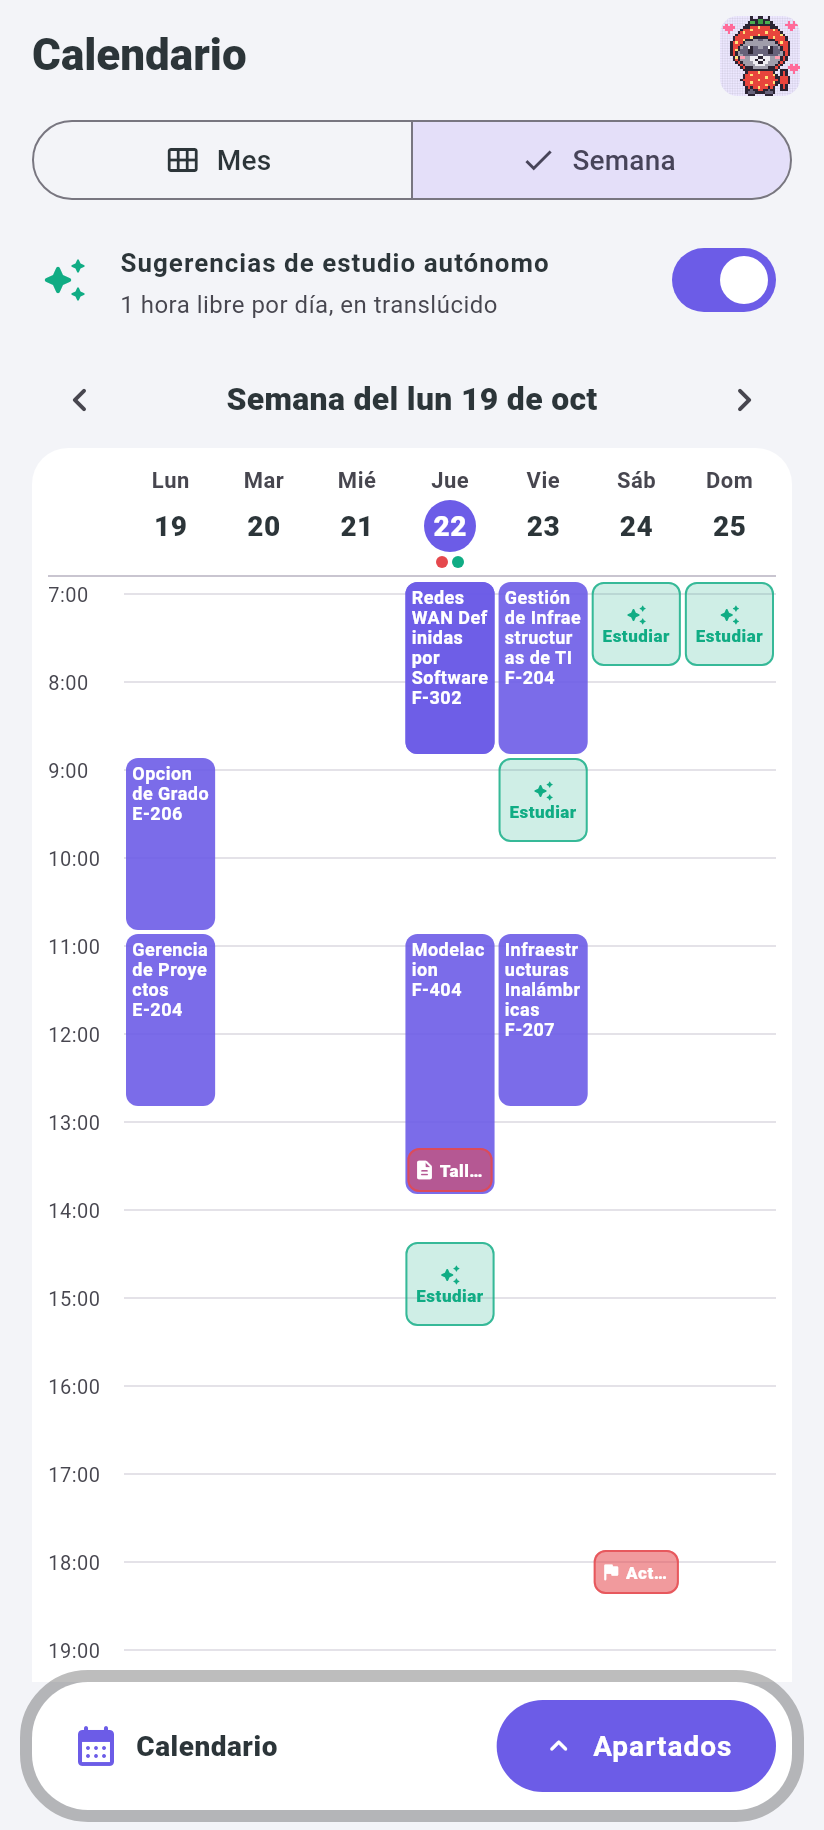 Calendario
Mes
Semana
Sugerencias de estudio autónomo
1 hora libre por día, en translúcido
Semana del lun 19 de oct
Lun Mar Mié Jue Vie Sáb Dom
19 20 21 22 23 24 25
7:00
Redes
WAN Def
inidas
por
Software
F-302
Gestión
de Infrae
structur
as de TI
F-204
Estudiar
Estudiar
8:00
9:00
Opcion
de Grado
E-206
Estudiar
10:00
11:00
Gerencia
de Proye
ctos
E-204
Modelac
ion
F-404
Infraestr
ucturas
Inalámbr
icas
F-207
12:00
13:00
Tall...
14:00
Estudiar
15:00
16:00
17:00
18:00
Act...
19:00
Calendario
Apartados